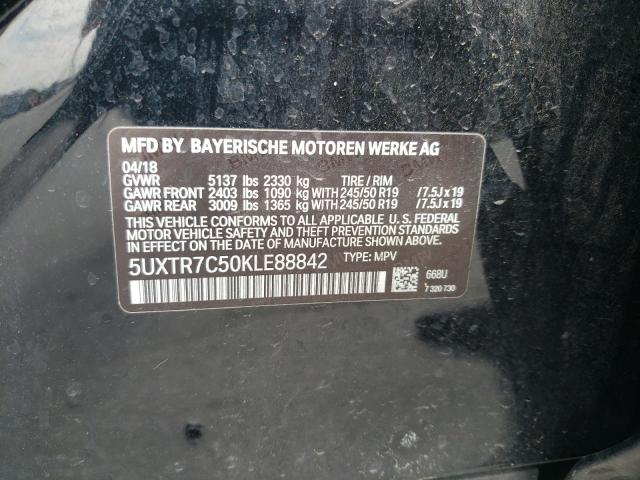 MFD BY. BAYERISCHE MOTOREN WERKE AG
04/18
GVWR 5137 lbs 2330 kg TIRE / RIM
GAWR FRONT 2403 lbs 1090 kg WITH 245/50 R19 / 7.5J x 19
GAWR REAR 3009 lbs 1365 kg WITH 245/50 R19 / 7.5J x 19
THIS VEHICLE CONFORMS TO ALL APPLICABLE U. S. FEDERAL
MOTOR VEHICLE SAFETY AND THEFT PREVENTION STANDARDS
IN EFFECT ON THE DATE OF MANUFACTURE SHOWN ABOVE.
5UXTR7C50KLE88842 TYPE: MPV
668U
7 320 730